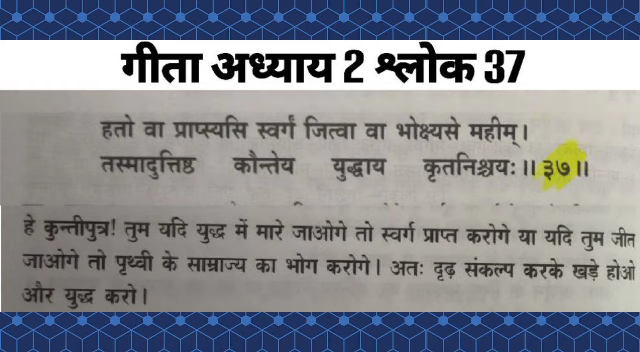 गीता अध्याय 2 श्लोक 37
हतो वा प्राप्स्यसि स्वर्गं जित्वा वा भोक्ष्यसे महीम्।
तस्मादुत्तिष्ठ कौन्तेय युद्धाय कृतनिश्चयः॥३७॥
हे कुन्तीपुत्र! तुम यदि युद्ध में मारे जाओगे तो स्वर्ग प्राप्त करोगे या यदि तुम जीत
जाओगे तो पृथ्वी के साम्राज्य का भोग करोगे। अतः दृढ़ संकल्प करके खड़े होओ
और युद्ध करो।